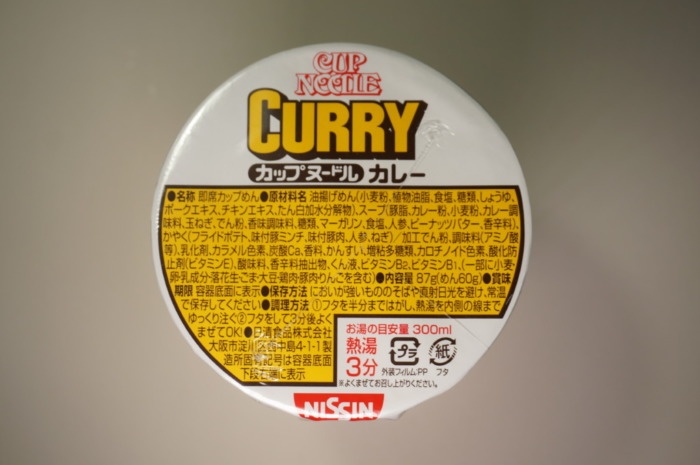 CUP
NOODLE
CURRY
カップヌードル カレー
●名称 即席カップめん●原材料名 油揚げめん(小麦粉、植物油脂、食塩、糖類、しょうゆ、
ポークエキス、チキンエキス、たん白加水分解物)、スープ(豚脂、カレー粉、小麦粉、カレー調
味料、玉ねぎ、でん粉、香味調味料、糖類、マーガリン、食塩、人参、ピーナッツバター、香辛料)、
かやく(フライドポテト、味付豚ミンチ、味付豚肉、人参、ねぎ)/加工でん粉、調味料(アミノ酸
等)、乳化剤、カラメル色素、炭酸Ca、香料、かんすい、増粘多糖類、カロチノイド色素、酸化防
止剤(ビタミンE)、酸味料、香辛料抽出物、くん液、ビタミンB2、ビタミンB1、(一部に小麦・
卵・乳成分・落花生・ごま・大豆・鶏肉・豚肉・りんごを含む)●内容量 87g(めん60g)●賞味
期限 容器底面に表示●保存方法 においが強いもののそばや直射日光を避け、常温
で保存してください●調理方法 ①フタを半分まではがし、熱湯を内側の線まで
ゆっくり注ぐ②フタをして3分後よく
まぜてOK!●日清食品株式会社
大阪市淀川区西中島4-1-1 製
造所固有記号は容器底面
下段右端に表示
お湯の目安量 300ml
熱湯
3分
プラ
外装フィルム:PP
紙
フタ
※よくまぜてお召し上がりください。
NISSIN